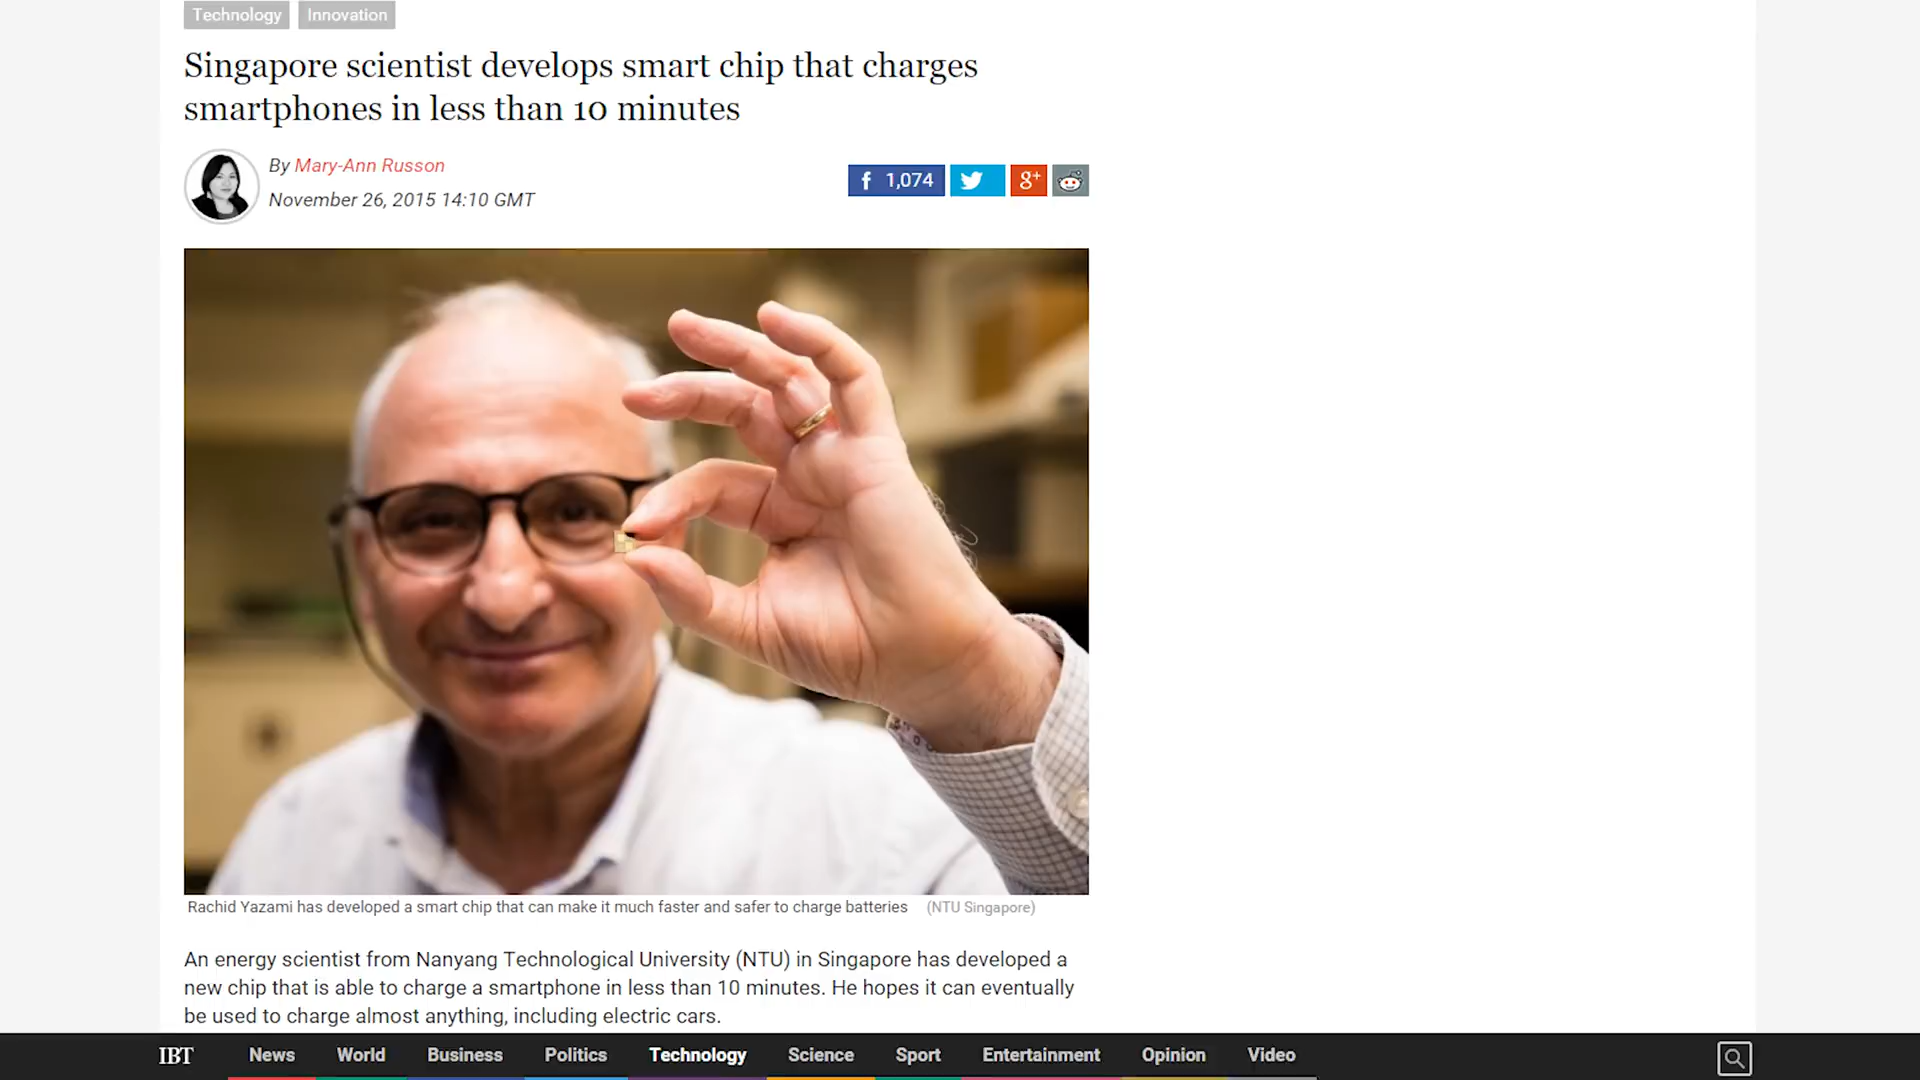 Technology Innovation
Singapore scientist develops smart chip that charges
smartphones in less than 10 minutes
By Mary-Ann Russon
November 26, 2015 14:10 GMT
f 1,074 g+
Rachid Yazami has developed a smart chip that can make it much faster and safer to charge batteries (NTU Singapore)
An energy scientist from Nanyang Technological University (NTU) in Singapore has developed a
new chip that is able to charge a smartphone in less than 10 minutes. He hopes it can eventually
be used to charge almost anything, including electric cars.
IBT News World Business Politics Technology Science Sport Entertainment Opinion Video